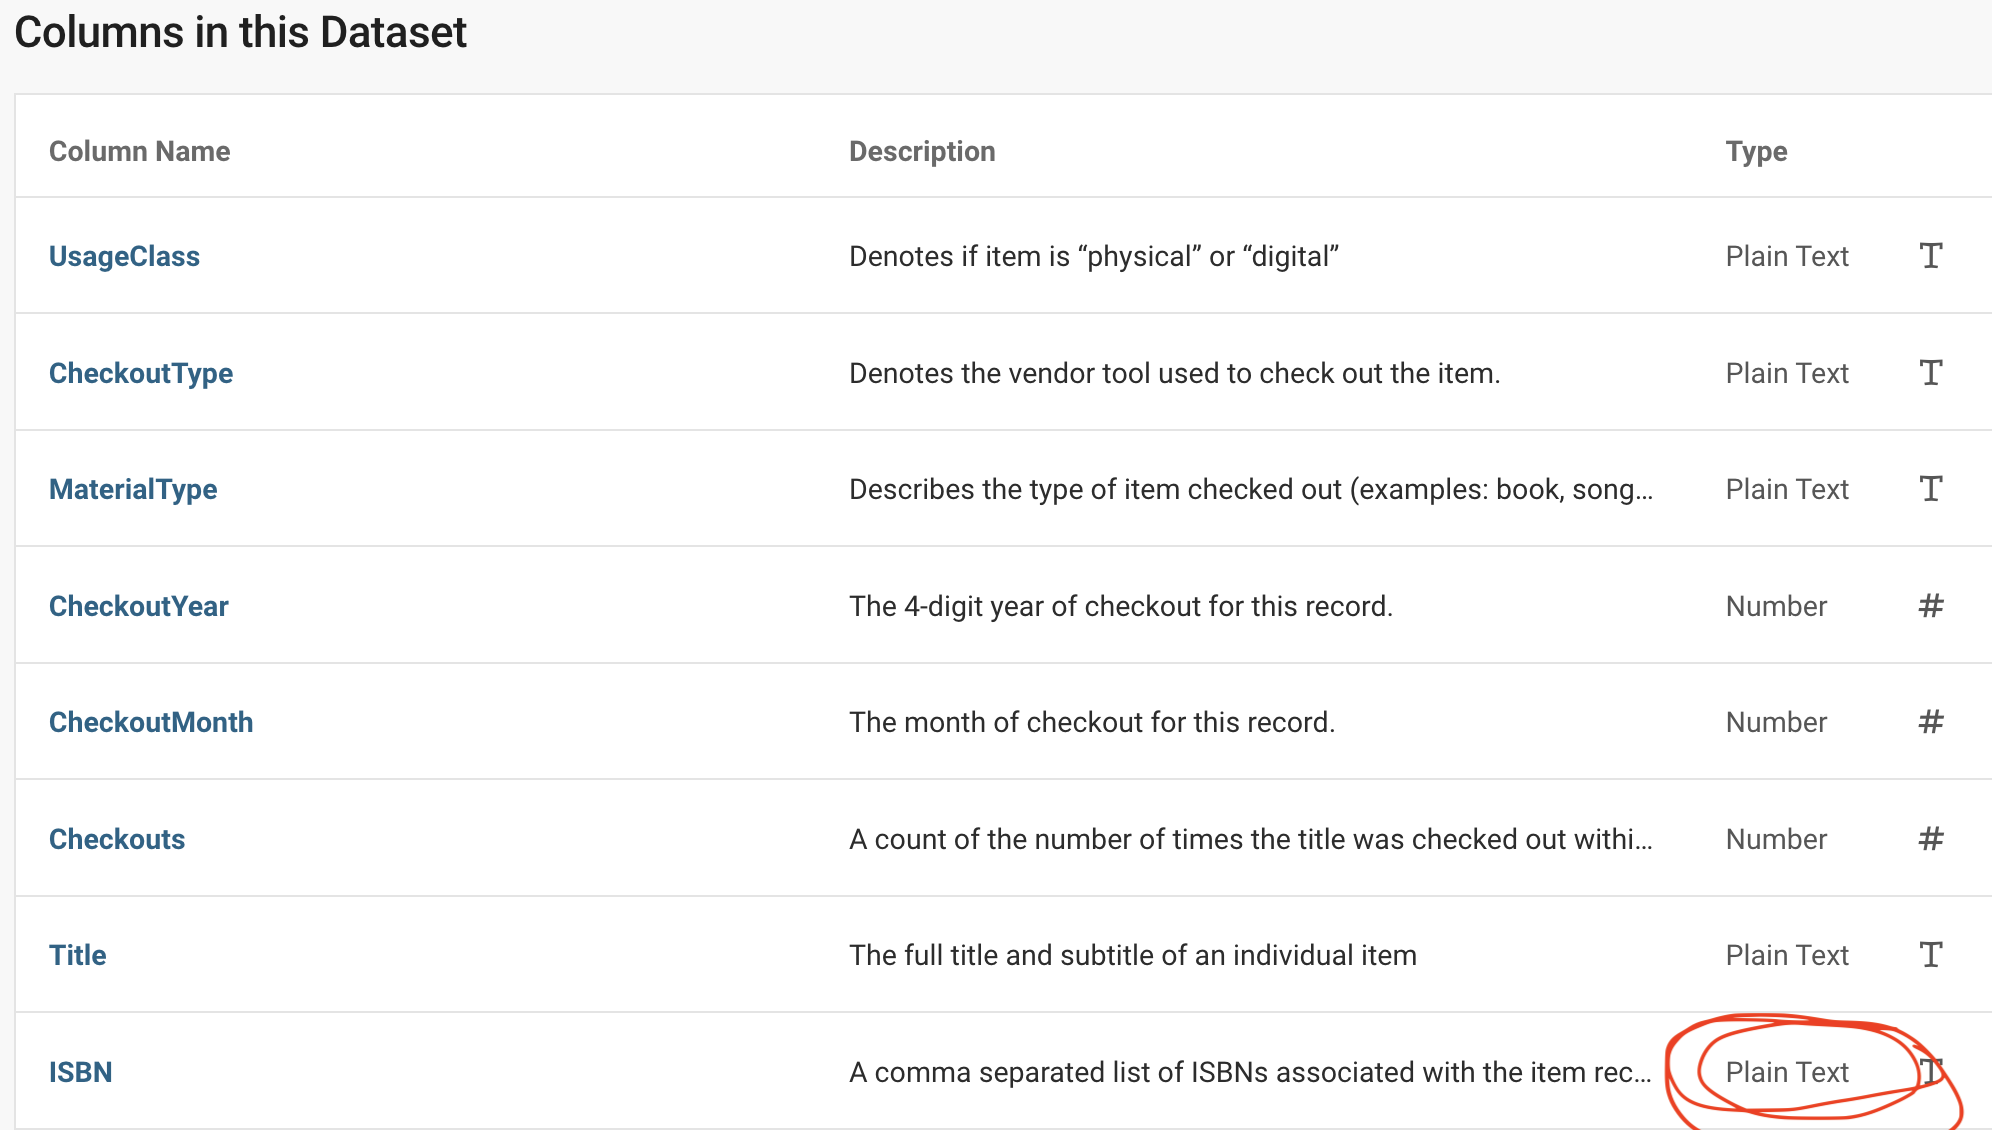 Columns in this Dataset
Column Name Description Type
UsageClass Denotes if item is “physical” or “digital” Plain Text T
CheckoutType Denotes the vendor tool used to check out the item. Plain Text T
MaterialType Describes the type of item checked out (examples: book, song… Plain Text T
CheckoutYear The 4-digit year of checkout for this record. Number #
CheckoutMonth The month of checkout for this record. Number #
Checkouts A count of the number of times the title was checked out withi… Number #
Title The full title and subtitle of an individual item Plain Text T
ISBN A comma separated list of ISBNs associated with the item rec… Plain Text T